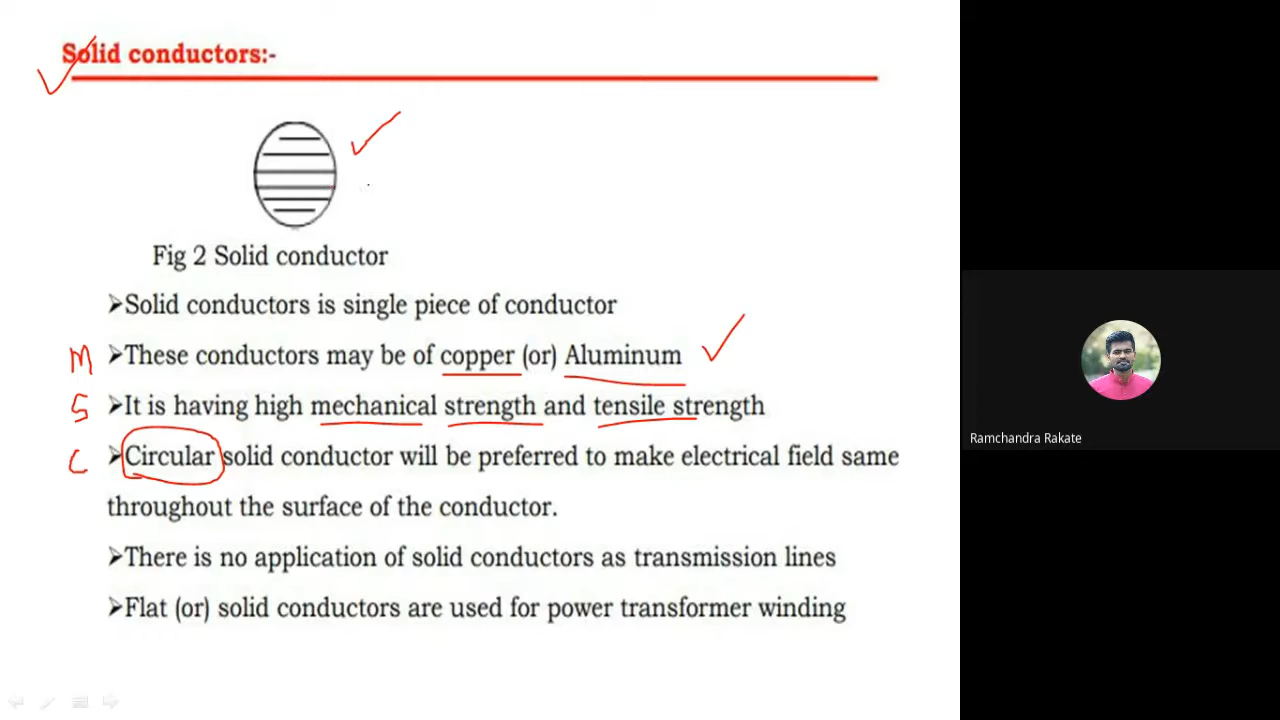 Solid conductors:-
Fig 2 Solid conductor
➢Solid conductors is single piece of conductor
M ➢These conductors may be of copper (or) Aluminum
S ➢It is having high mechanical strength and tensile strength
C ➢Circular solid conductor will be preferred to make electrical field same
throughout the surface of the conductor.
➢There is no application of solid conductors as transmission lines
➢Flat (or) solid conductors are used for power transformer winding
Ramchandra Rakate